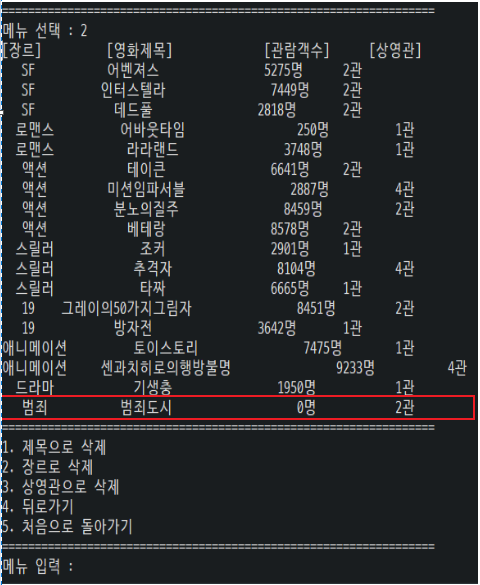 ================================================================
메뉴 선택 : 2
[장르] [영화제목] [관람객수] [상영관]
SF 어벤져스 5275명 2관
SF 인터스텔라 7449명 2관
SF 데드풀 2818명 2관
로맨스 어바웃타임 250명 1관
로맨스 라라랜드 3748명 1관
액션 테이큰 6641명 2관
액션 미션임파서블 2887명 4관
액션 분노의질주 8459명 2관
액션 베테랑 8578명 2관
스릴러 조커 2901명 1관
스릴러 추격자 8104명 4관
스릴러 타짜 6665명 1관
19 그레이의50가지그림자 8451명 2관
19 방자전 3642명 1관
애니메이션 토이스토리 7475명 1관
애니메이션 센과치히로의행방불명 9233명 4관
드라마 기생충 1950명 1관
범죄 범죄도시 0명 2관
================================================================
1. 제목으로 삭제
2. 장르로 삭제
3. 상영관으로 삭제
4. 뒤로가기
5. 처음으로 돌아가기
================================================================
메뉴 입력 :